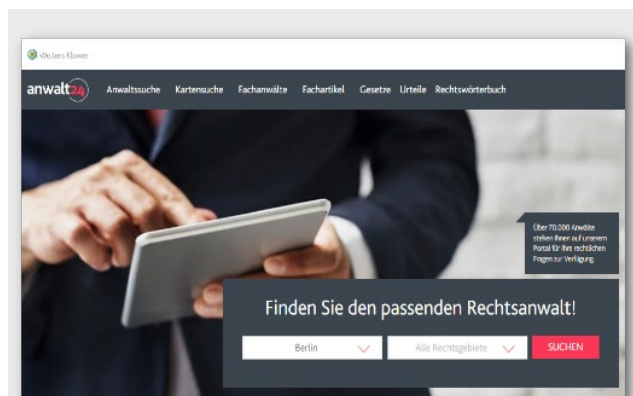 Wolters Kluwer
anwalt24
Anwaltssuche Kartensuche Fachanwälte Fachartikel Gesetze Urteile Rechtswörterbuch
Über 70.000 Anwälte
stehen Ihnen auf unserem
Portal für Ihre rechtlichen
Fragen zur Verfügung.
Finden Sie den passenden Rechtsanwalt!
Berlin Alle Rechtsgebiete SUCHEN